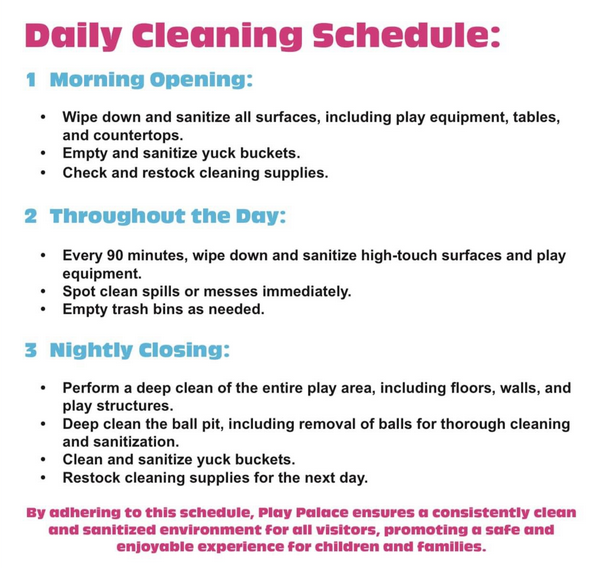 Daily Cleaning Schedule:
1 Morning Opening:
• Wipe down and sanitize all surfaces, including play equipment, tables,
and countertops.
• Empty and sanitize yuck buckets.
• Check and restock cleaning supplies.
2 Throughout the Day:
• Every 90 minutes, wipe down and sanitize high-touch surfaces and play
equipment.
• Spot clean spills or messes immediately.
• Empty trash bins as needed.
3 Nightly Closing:
• Perform a deep clean of the entire play area, including floors, walls, and
play structures.
• Deep clean the ball pit, including removal of balls for thorough cleaning
and sanitization.
• Clean and sanitize yuck buckets.
• Restock cleaning supplies for the next day.
By adhering to this schedule, Play Palace ensures a consistently clean
and sanitized environment for all visitors, promoting a safe and
enjoyable experience for children and families.